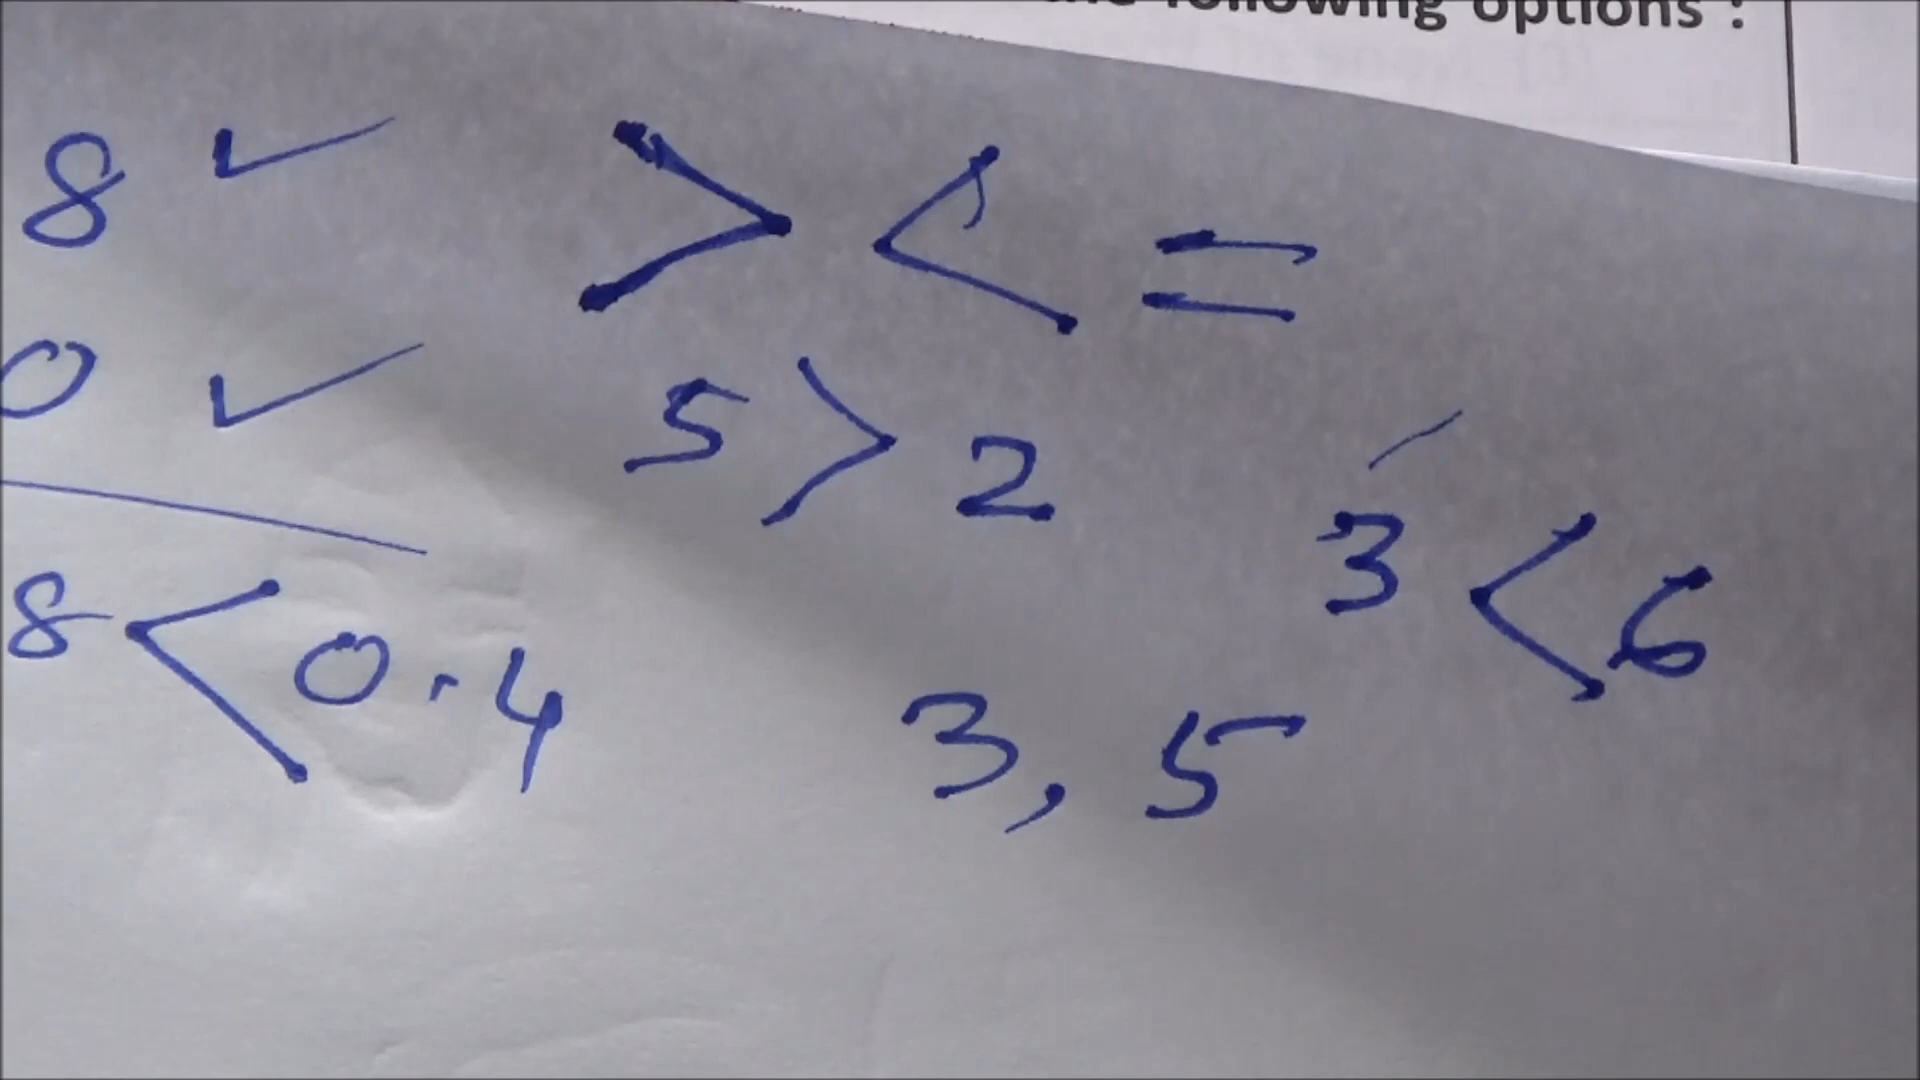 following options :
8 ✓ > < =
0 ✓ 5 > 2
3 < 6
8 < 0.4
3, 5